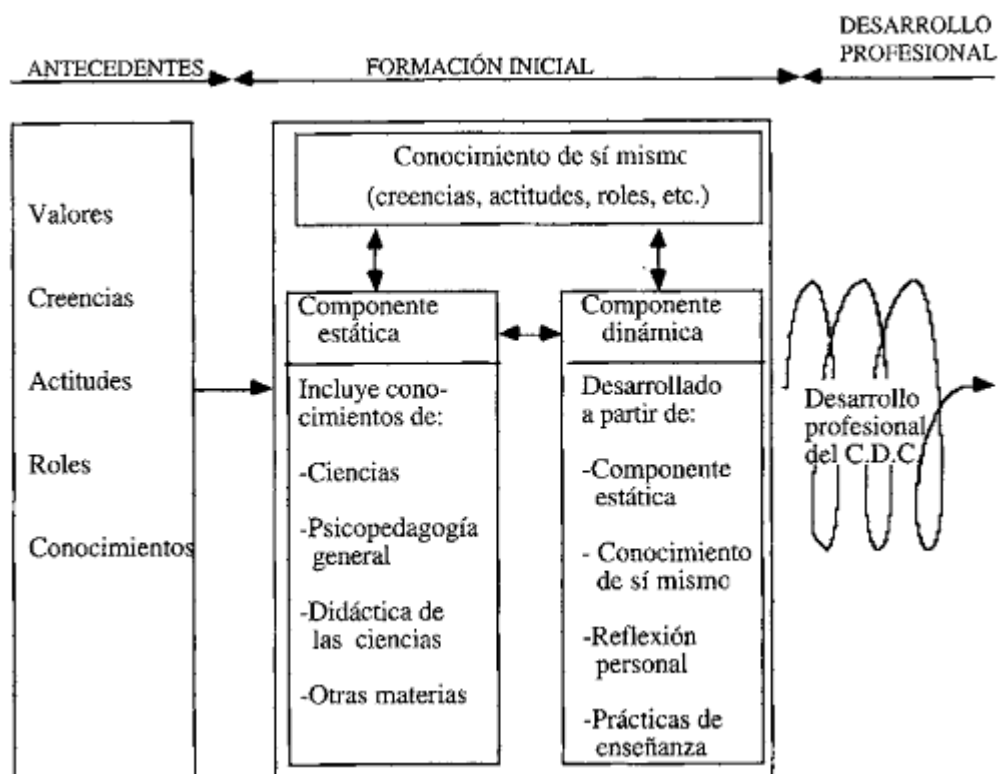 DESARROLLO
PROFESIONAL
ANTECEDENTES
FORMACIÓN INICIAL
Valores
Creencias
Actitudes
Roles
Conocimientos
Conocimiento de sí mismo
(creencias, actitudes, roles, etc.)
Componente
estática
Incluye cono-
cimientos de:
-Ciencias
-Psicopedagogía
general
-Didáctica de
las ciencias
-Otras materias
Componente
dinámica
Desarrollado
a partir de:
-Componente
estática
- Conocimiento
de sí mismo
-Reflexión
personal
-Prácticas de
enseñanza
Desarrollo
profesional
del C.D.C.